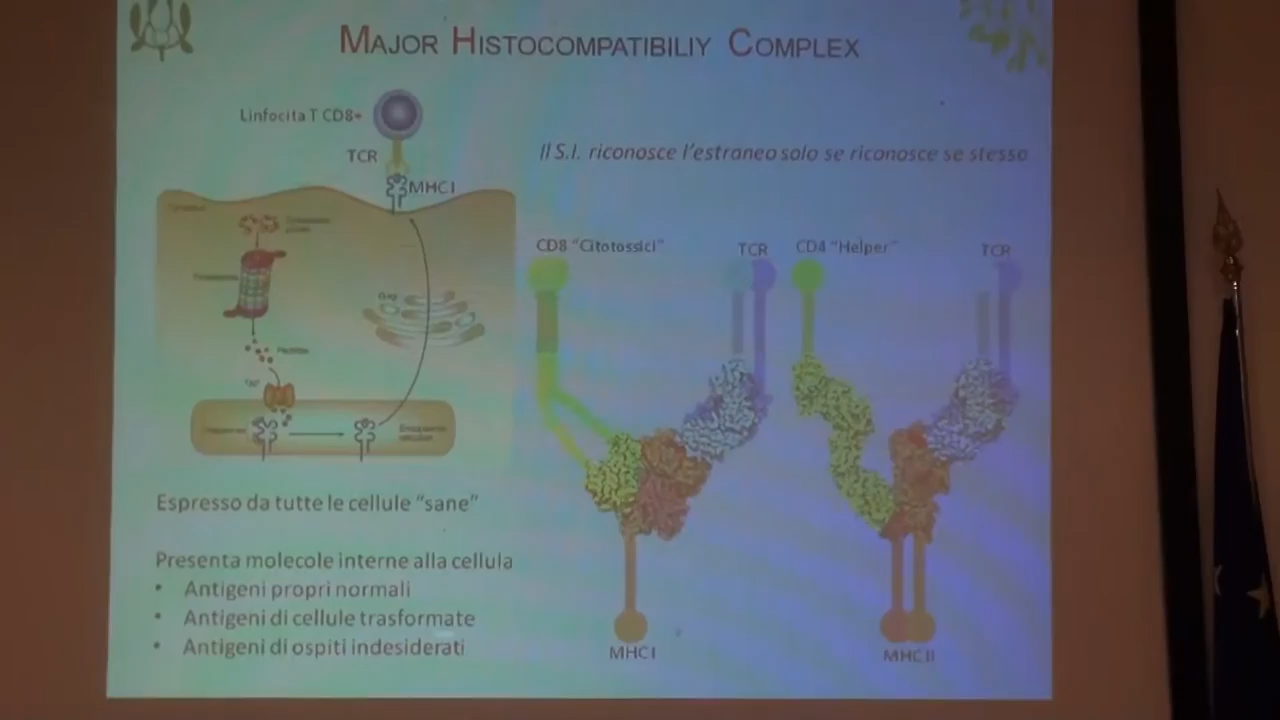 MAJOR HISTOCOMPATIBILIY COMPLEX
Linfocita T CD8+
TCR
MHC I
Il S.I. riconosce l'estraneo solo se riconosce se stesso
CD8 "Citotossici"
TCR
CD4 "Helper"
TCR
Golgi
TAP
Espresso da tutte le cellule "sane"
Presenta molecole interne alla cellula
• Antigeni propri normali
• Antigeni di cellule trasformate
• Antigeni di ospiti indesiderati
MHC I
MHC II